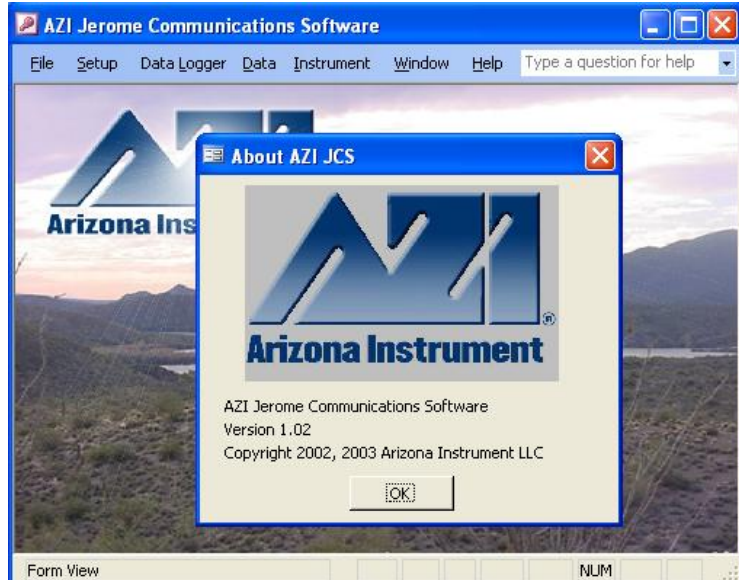 AZI Jerome Communications Software
File Setup Data Logger Data Instrument Window Help Type a question for help
Arizona Ins
About AZI JCS
AZI ®
Arizona Instrument
AZI Jerome Communications Software
Version 1.02
Copyright 2002, 2003 Arizona Instrument LLC
OK
Form View NUM